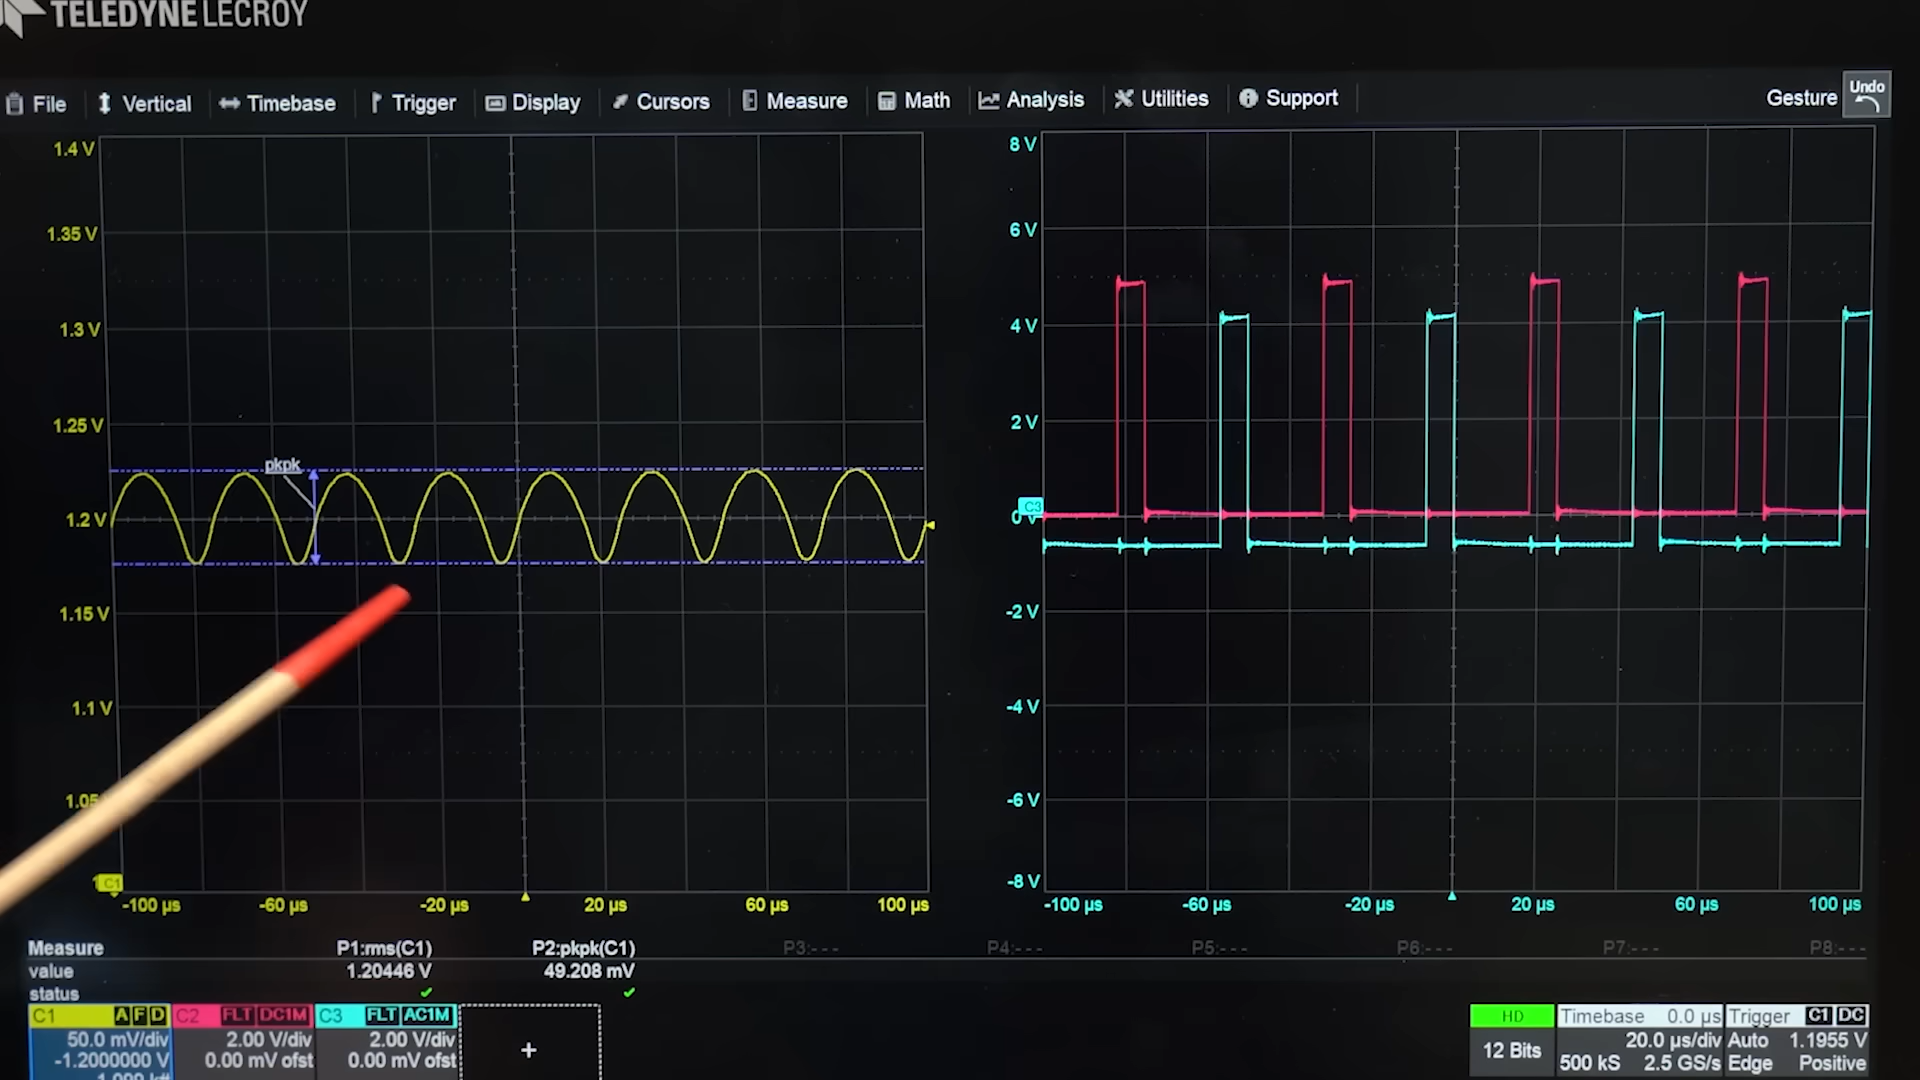 TELEDYNE LECROY
File Vertical Timebase Trigger Display Cursors Measure Math Analysis Utilities Support Gesture Undo
1.4 V
1.35 V
1.3 V
1.25 V
pkpk
1.2 V
1.15 V
1.1 V
1.05
C1
-100 µs -60 µs -20 µs 20 µs 60 µs 100 µs
8 V
6 V
4 V
2 V
C3
0 V
-2 V
-4 V
-6 V
-8 V
-100 µs -60 µs -20 µs 20 µs 60 µs 100 µs
Measure P1:rms(C1) P2:pkpk(C1) P3:--- P4:--- P5:--- P6:--- P7:--- P8:---
value 1.20446 V 49.208 mV
status
C1 A F D C2 FLT DC1M C3 FLT AC1M
50.0 mV/div 2.00 V/div 2.00 V/div
-1.2000000 V 0.00 mV ofst 0.00 mV ofst
+
HD Timebase 0.0 µs Trigger C1 DC
12 Bits 20.0 µs/div Auto 1.1955 V
500 kS 2.5 GS/s Edge Positive